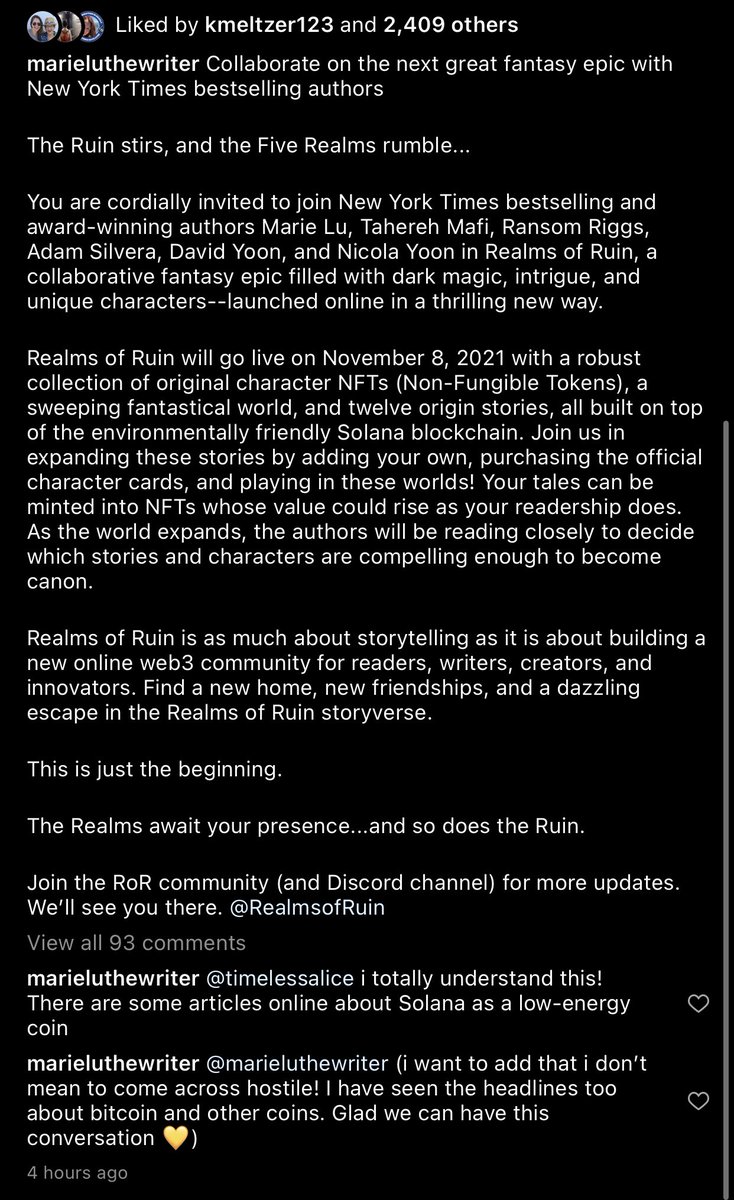 Liked by kmeltzer123 and 2,409 others
marieluthewriter Collaborate on the next great fantasy epic with
New York Times bestselling authors
The Ruin stirs, and the Five Realms rumble...
You are cordially invited to join New York Times bestselling and
award-winning authors Marie Lu, Tahereh Mafi, Ransom Riggs,
Adam Silvera, David Yoon, and Nicola Yoon in Realms of Ruin, a
collaborative fantasy epic filled with dark magic, intrigue, and
unique characters--launched online in a thrilling new way.
Realms of Ruin will go live on November 8, 2021 with a robust
collection of original character NFTs (Non-Fungible Tokens), a
sweeping fantastical world, and twelve origin stories, all built on top
of the environmentally friendly Solana blockchain. Join us in
expanding these stories by adding your own, purchasing the official
character cards, and playing in these worlds! Your tales can be
minted into NFTs whose value could rise as your readership does.
As the world expands, the authors will be reading closely to decide
which stories and characters are compelling enough to become
canon.
Realms of Ruin is as much about storytelling as it is about building a
new online web3 community for readers, writers, creators, and
innovators. Find a new home, new friendships, and a dazzling
escape in the Realms of Ruin storyverse.
This is just the beginning.
The Realms await your presence...and so does the Ruin.
Join the RoR community (and Discord channel) for more updates.
We'll see you there. @RealmsofRuin
View all 93 comments
marieluthewriter @timelessalice i totally understand this!
There are some articles online about Solana as a low-energy
coin
marieluthewriter @marieluthewriter (i want to add that i don't
mean to come across hostile! I have seen the headlines too
about bitcoin and other coins. Glad we can have this
conversation 💛)
4 hours ago